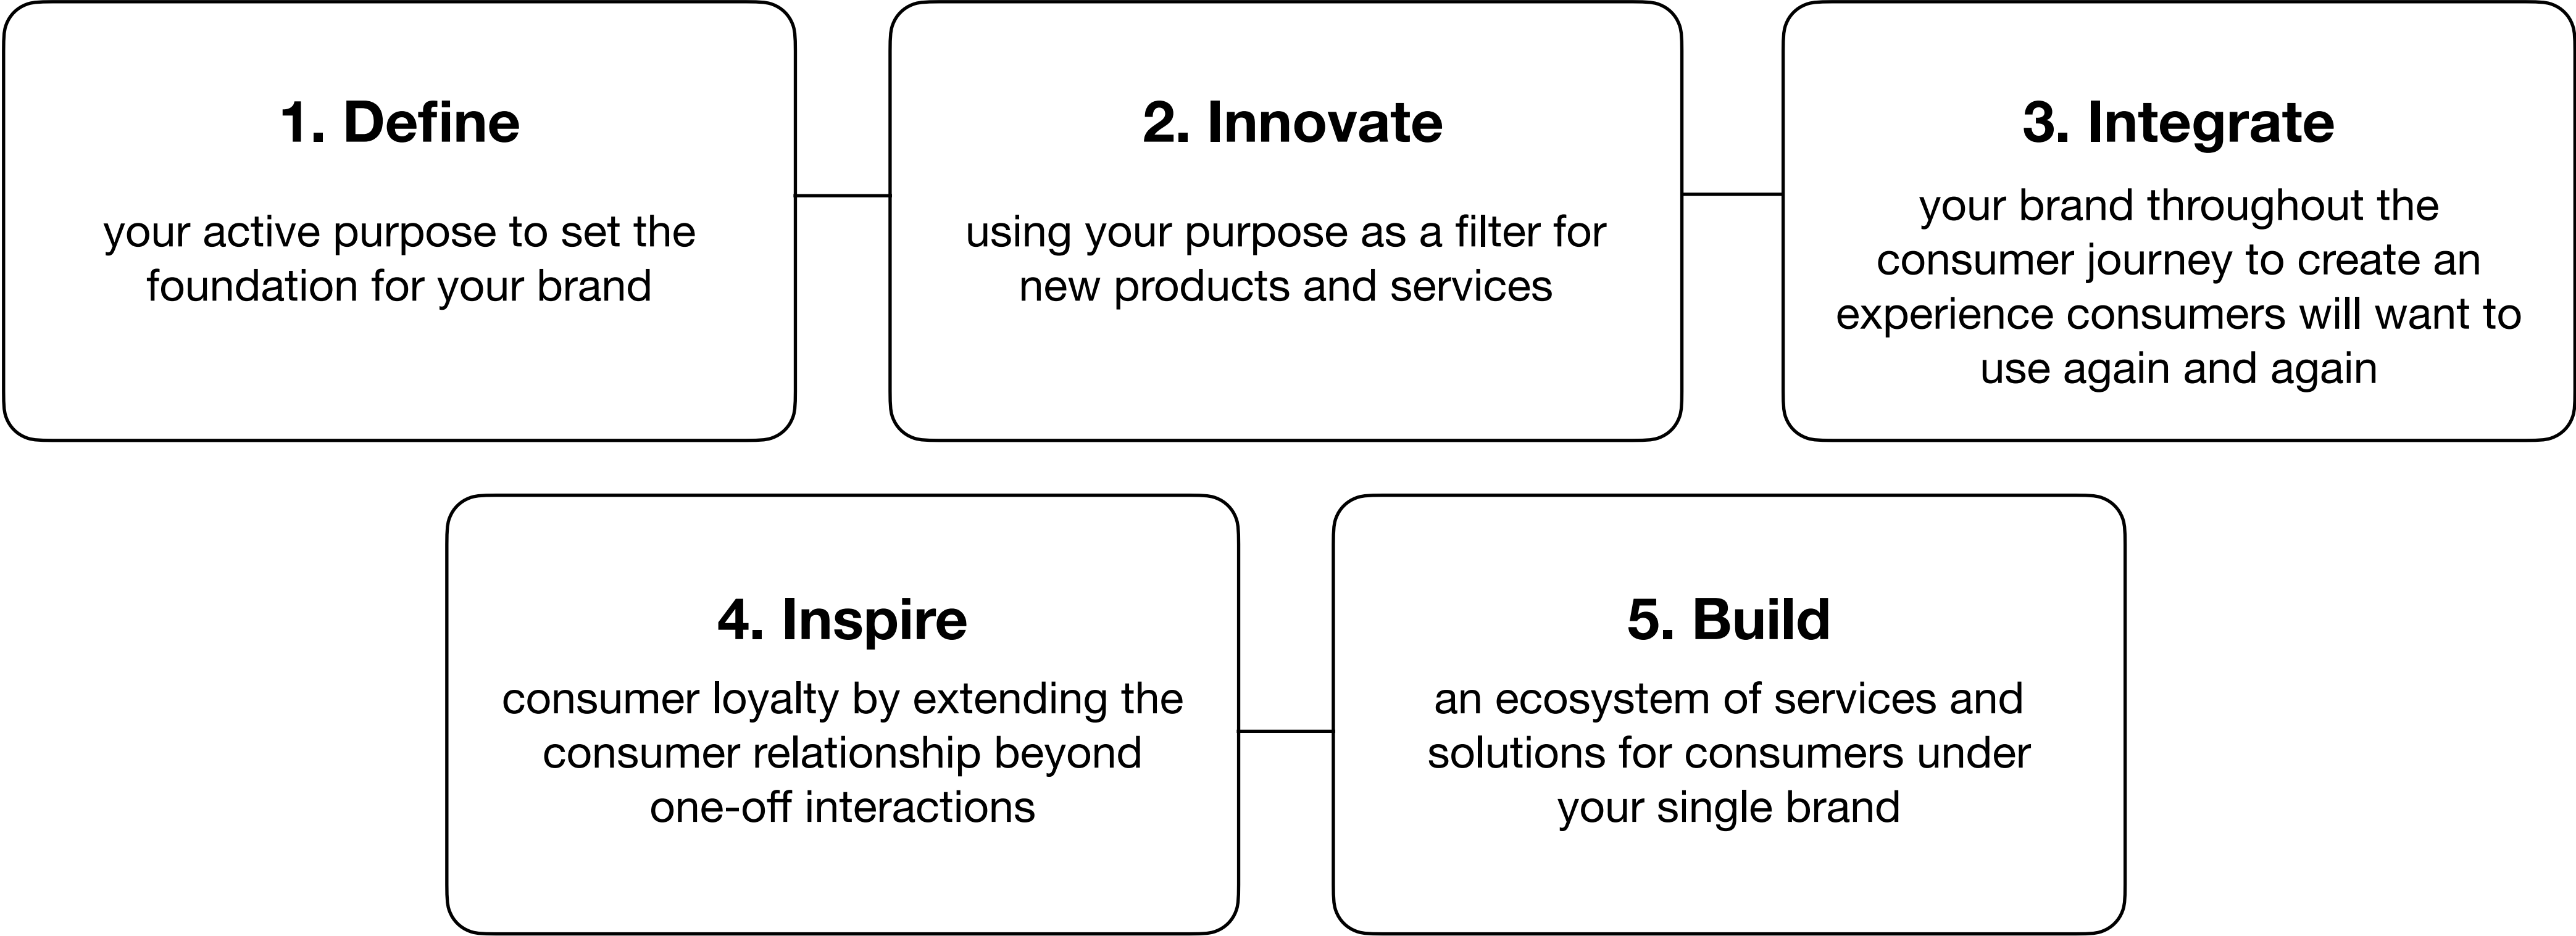 1. Define
your active purpose to set the
foundation for your brand
2. Innovate
using your purpose as a filter for
new products and services
3. Integrate
your brand throughout the
consumer journey to create an
experience consumers will want to
use again and again
4. Inspire
consumer loyalty by extending the
consumer relationship beyond
one-off interactions
5. Build
an ecosystem of services and
solutions for consumers under
your single brand